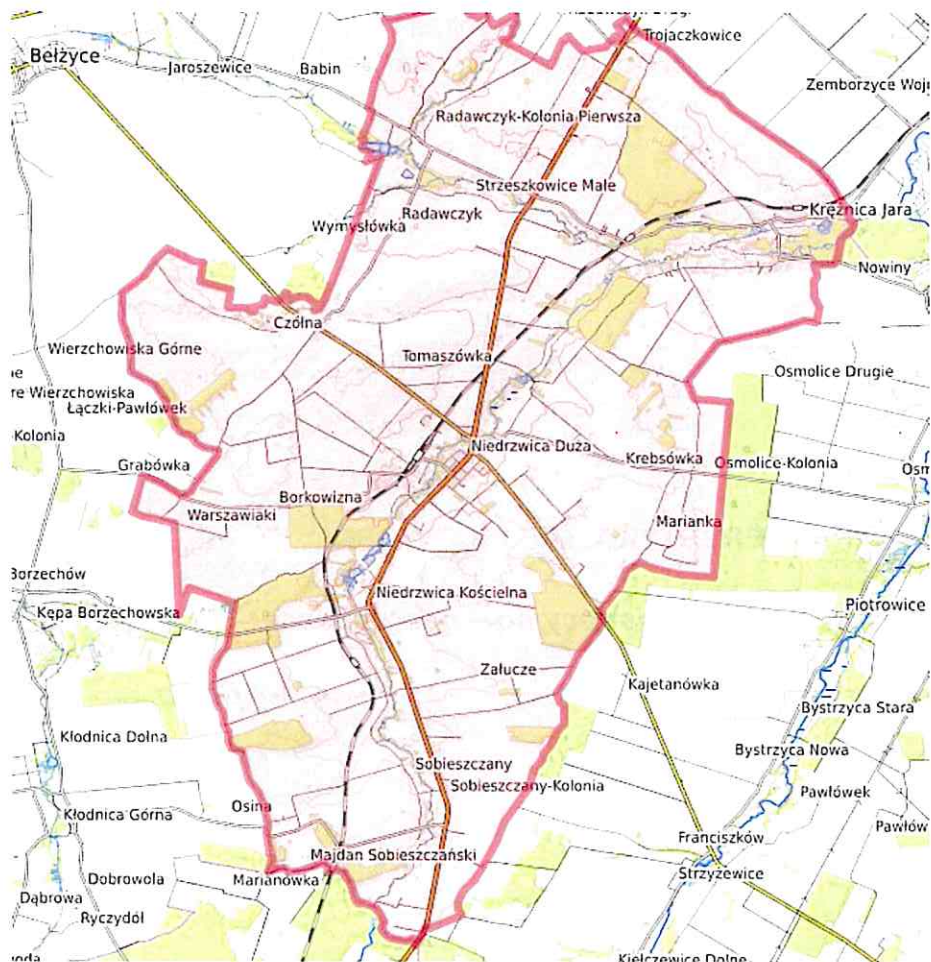 Trojaczkowice
Bełżyce
Jaroszewice
Babin
Zemborzyce Woj
Radawczyk-Kolonia Pierwsza
Strzeszkowice Małe
Radawczyk
Krężnica Jara
Wymysłówka
Nowiny
Czółna
Wierzchowiska Górne
Tomaszówka
Osmolice Drugie
re Wierzchowiska
Łączki-Pawłówek
-Kolonia
Niedrzwica Duża
Grabówka
Krebsówka
Osmolice-Kolonia
Osm
Borkowizna
Warszawiaki
Marianka
Borzechów
Niedrzwica Kościelna
Kępa Borzechowska
Piotrowice
Załucze
Kajetanówka
Bystrzyca Stara
Kłodnica Dolna
Bystrzyca Nowa
Sobieszczany
Sobieszczany-Kolonia
Pawłówek
Osina
Kłodnica Górna
Franciszków
Pawłów
Majdan Sobieszczański
Strzyżewice
Dobrowola
Marianówka
Dąbrowa
Ryczydół
Kiełczewice Dolne